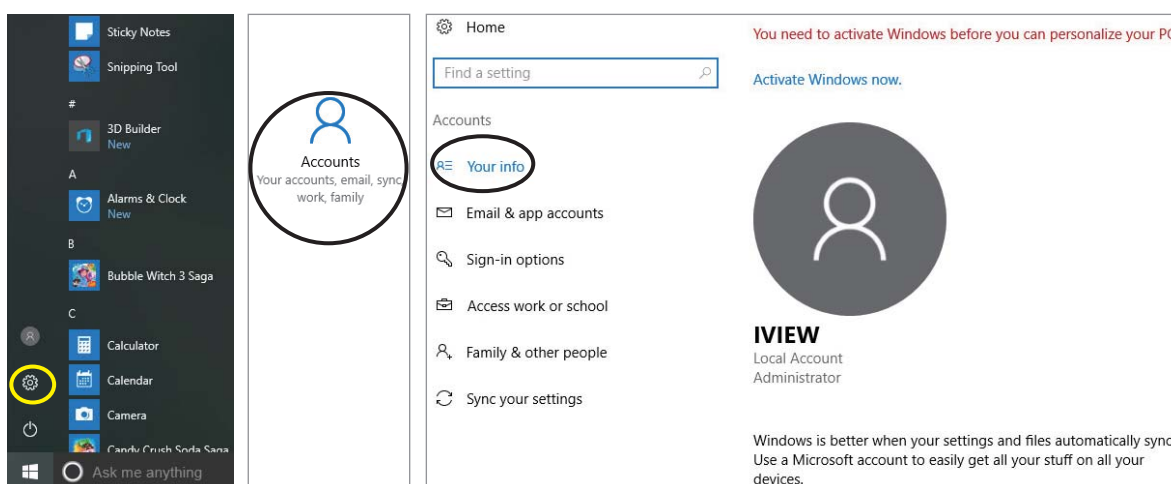 Sticky Notes
Snipping Tool
#
3D Builder
New
A
Alarms & Clock
New
B
Bubble Witch 3 Saga
C
Calculator
Calendar
Camera
Candy Crush Soda Saga
Ask me anything
Accounts
Your accounts, email, sync,
work, family
Home
Find a setting
Accounts
Your info
Email & app accounts
Sign-in options
Access work or school
Family & other people
Sync your settings
You need to activate Windows before you can personalize your PC
Activate Windows now.
IVIEW
Local Account
Administrator
Windows is better when your settings and files automatically sync
Use a Microsoft account to easily get all your stuff on all your
devices.